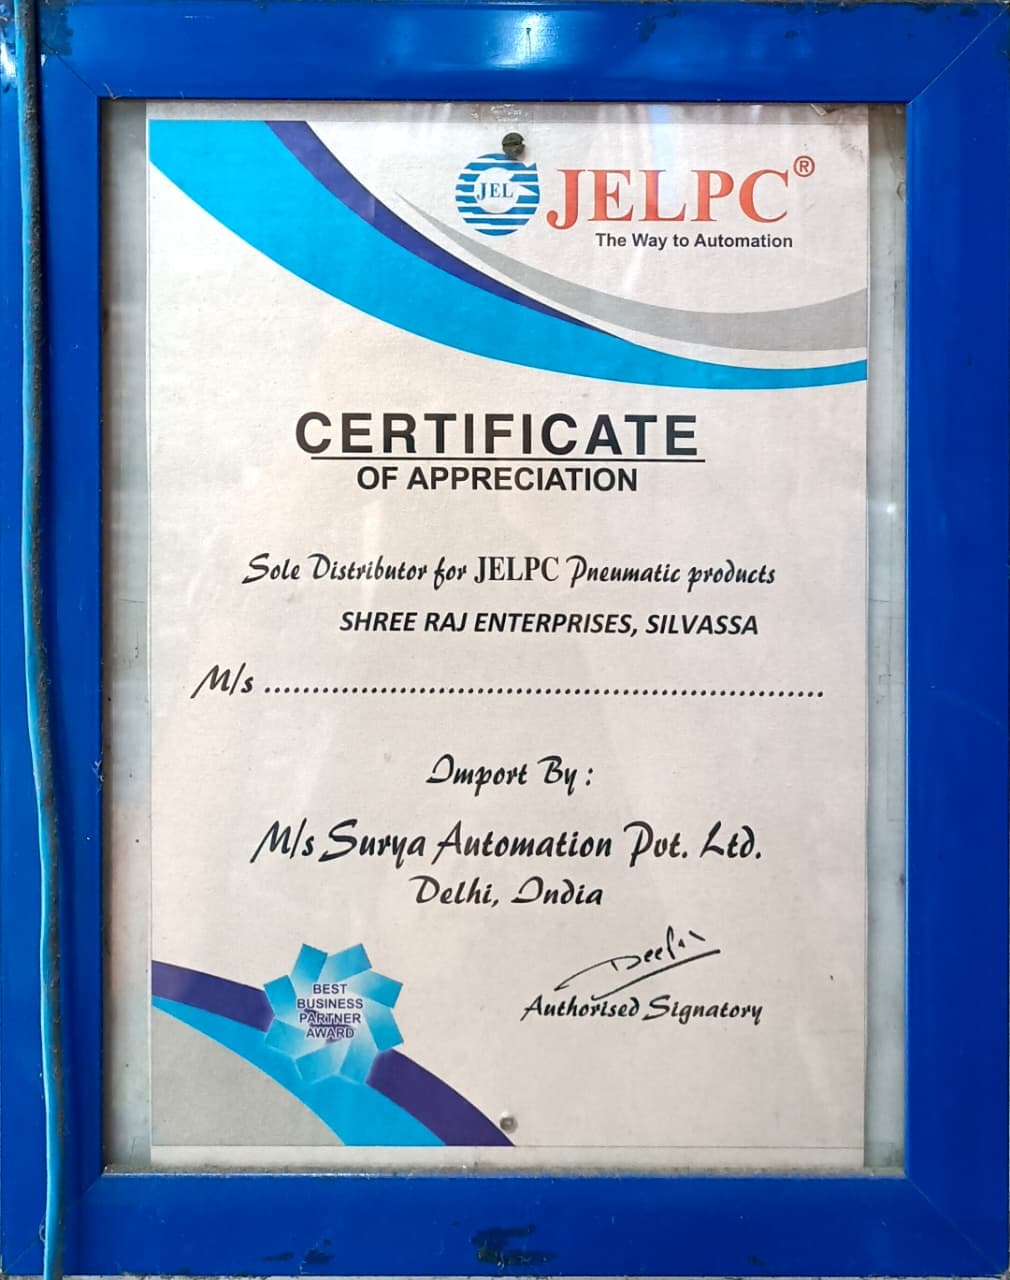 JEL
JELPC®
The Way to Automation
CERTIFICATE
OF APPRECIATION
Sole Distributor for JELPC Pneumatic products
SHREE RAJ ENTERPRISES, SILVASSA
M/s ..........................................................
Import By :
M/s Surya Automation Pvt. Ltd.
Delhi, India
Authorised Signatory
BEST
BUSINESS
PARTNER
AWARD